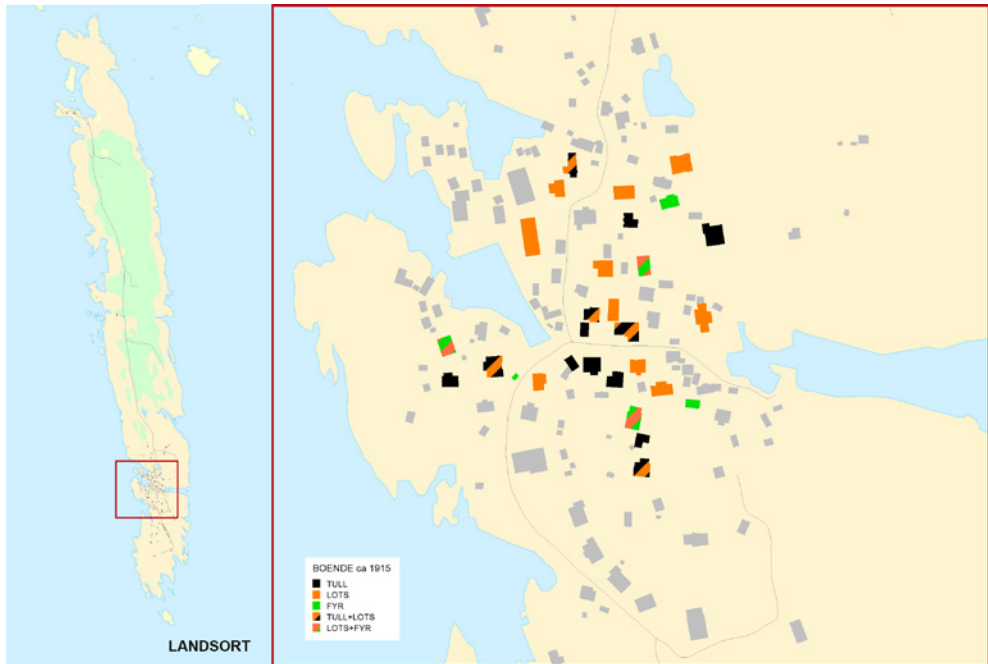 LANDSORT
BOENDE ca 1915
TULL
LOTS
FYR
TULL+LOTS
LOTS+FYR